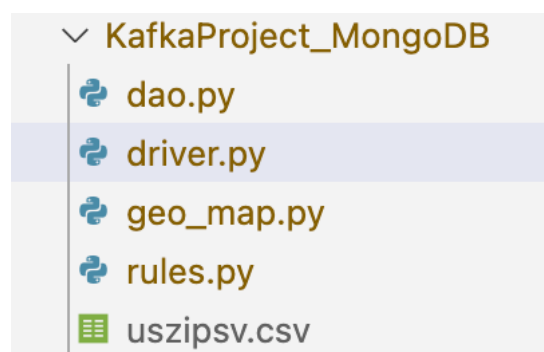 KafkaProject_MongoDB
dao.py
driver.py
geo_map.py
rules.py
uszipsv.csv